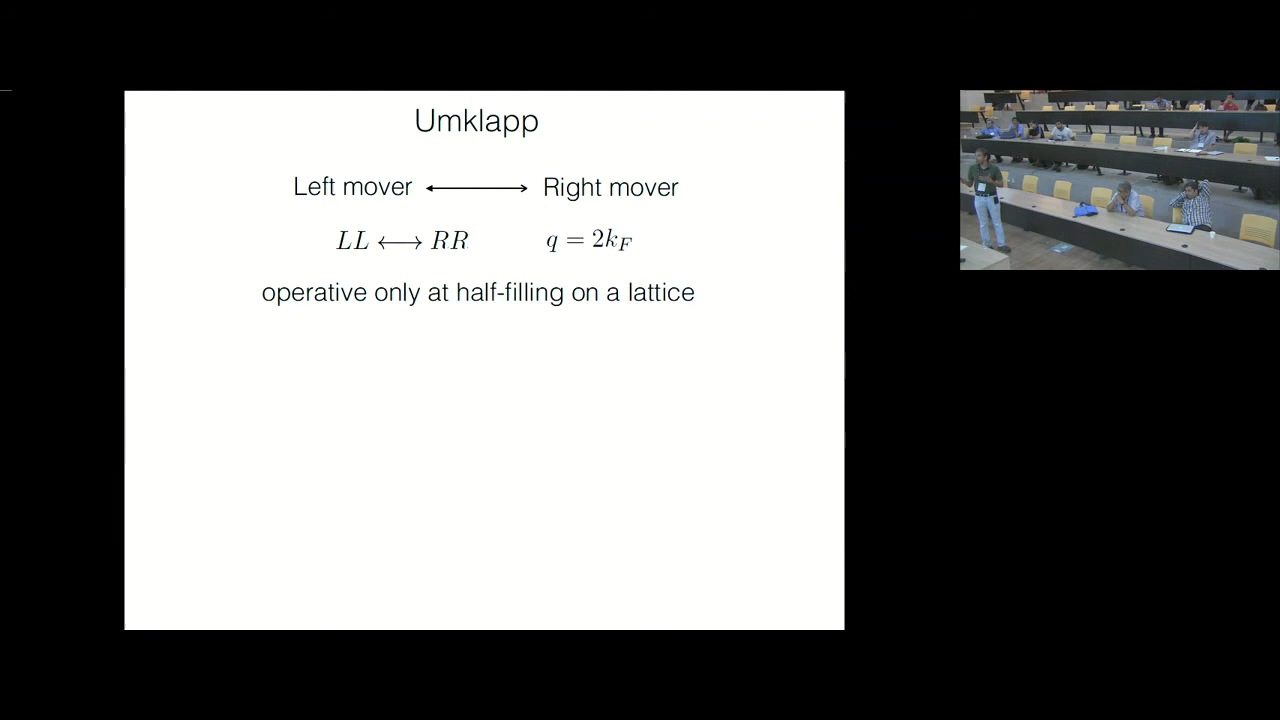 Umklapp
Left mover ⟷ Right mover
LL ⟷ RR q = 2k_F
operative only at half-filling on a lattice